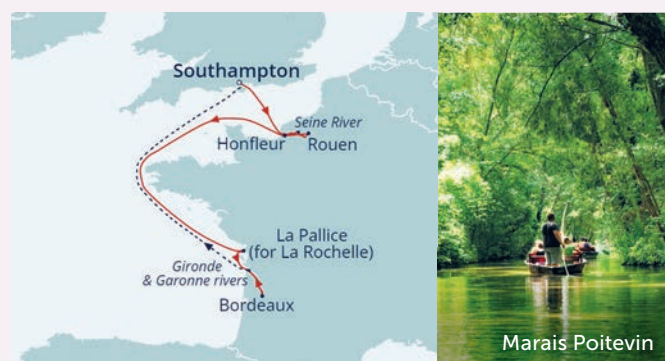 Southampton
Seine River
Honfleur
Rouen
La Pallice
(for La Rochelle)
Gironde
& Garonne rivers
Bordeaux
Marais Poitevin